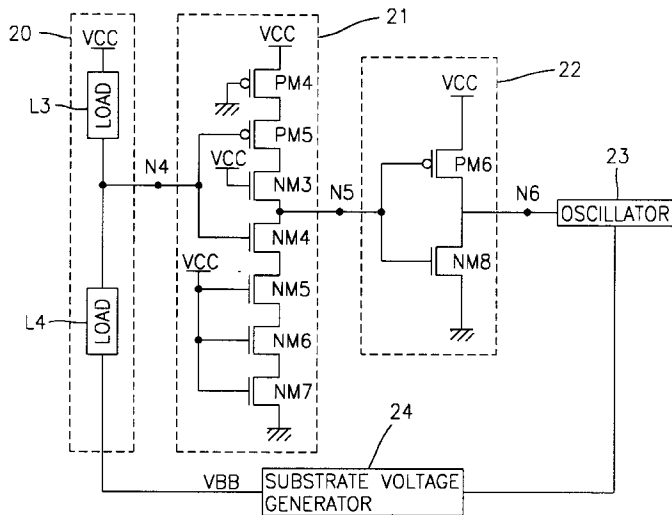 20
VCC
L3
LOAD
N4
L4
LOAD
21
VCC
PM4
PM5
VCC
NM3
NM4
VCC
NM5
NM6
NM7
N5
22
VCC
PM6
NM8
N6
23
OSCILLATOR
24
VBB
SUBSTRATE VOLTAGE
GENERATOR